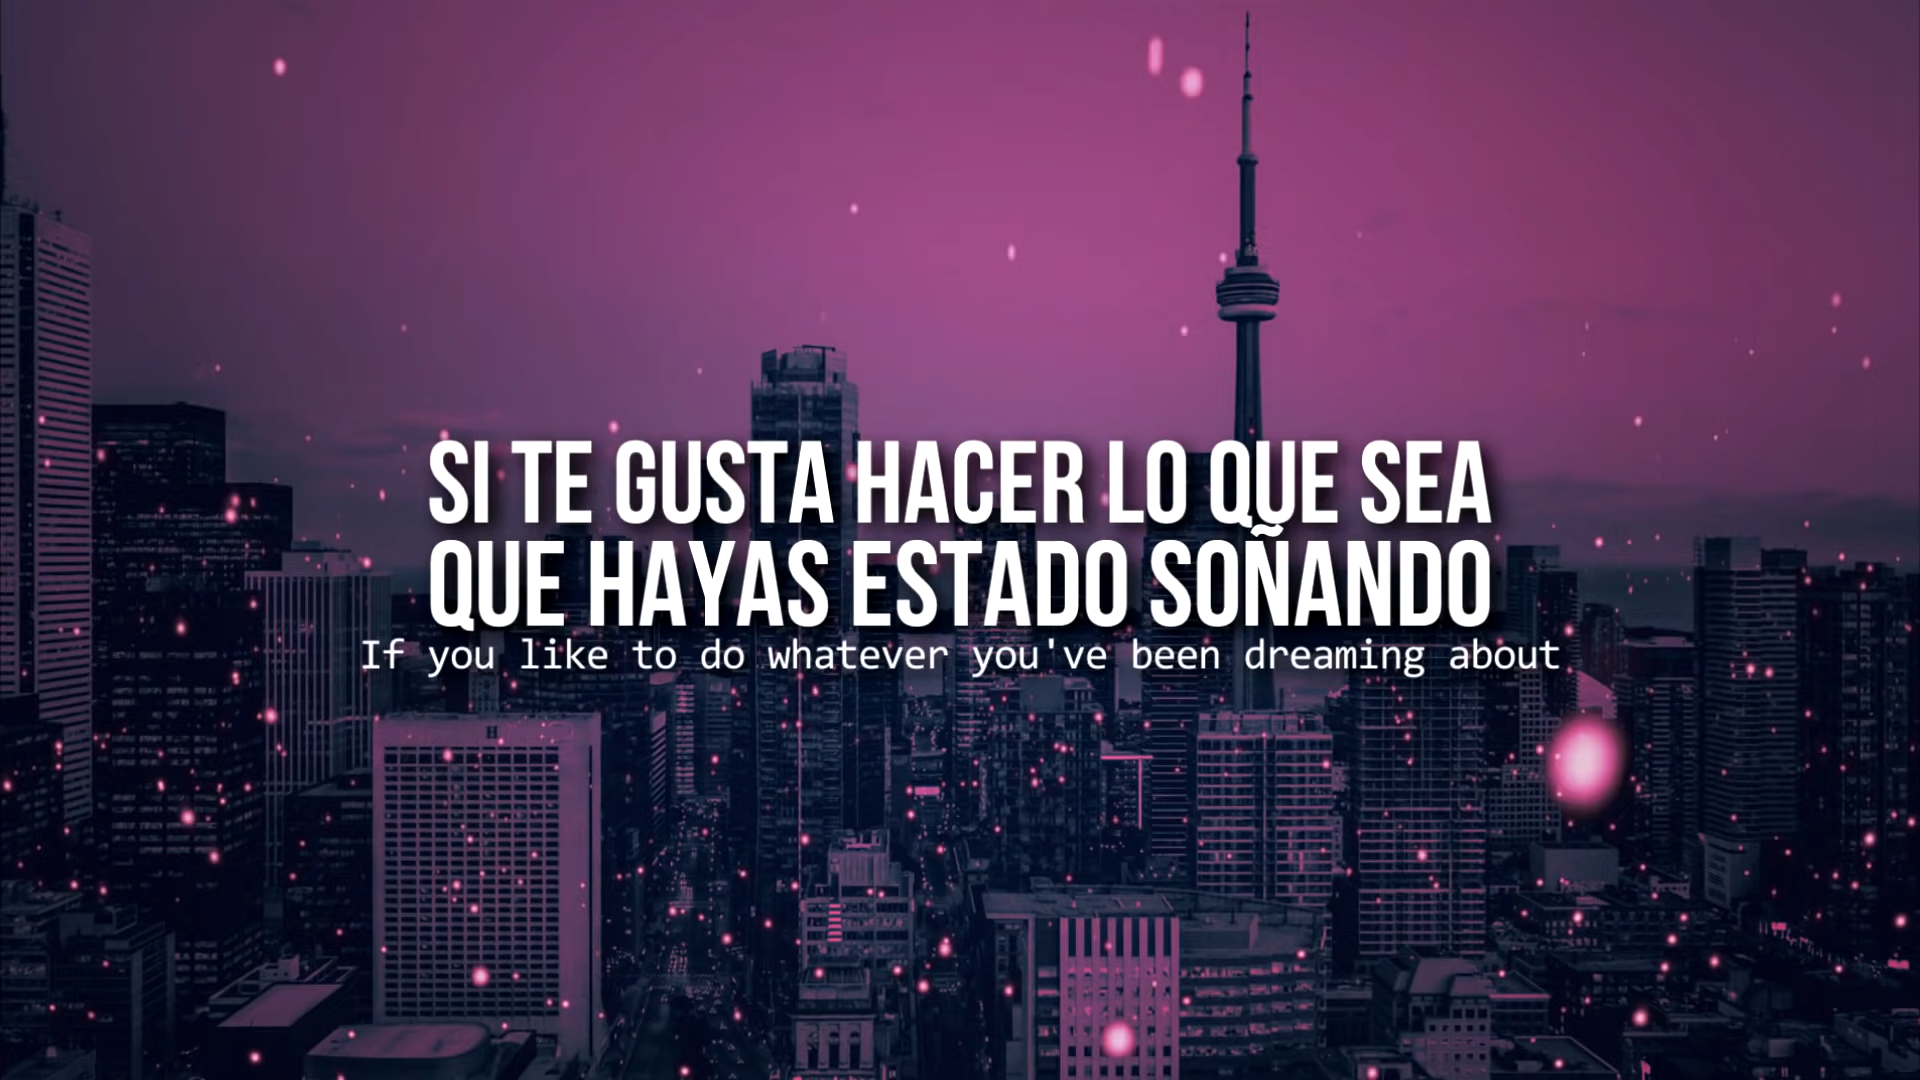 SI TE GUSTA HACER LO QUE SEA
QUE HAYAS ESTADO SOÑANDO
If you like to do whatever you've been dreaming about
H